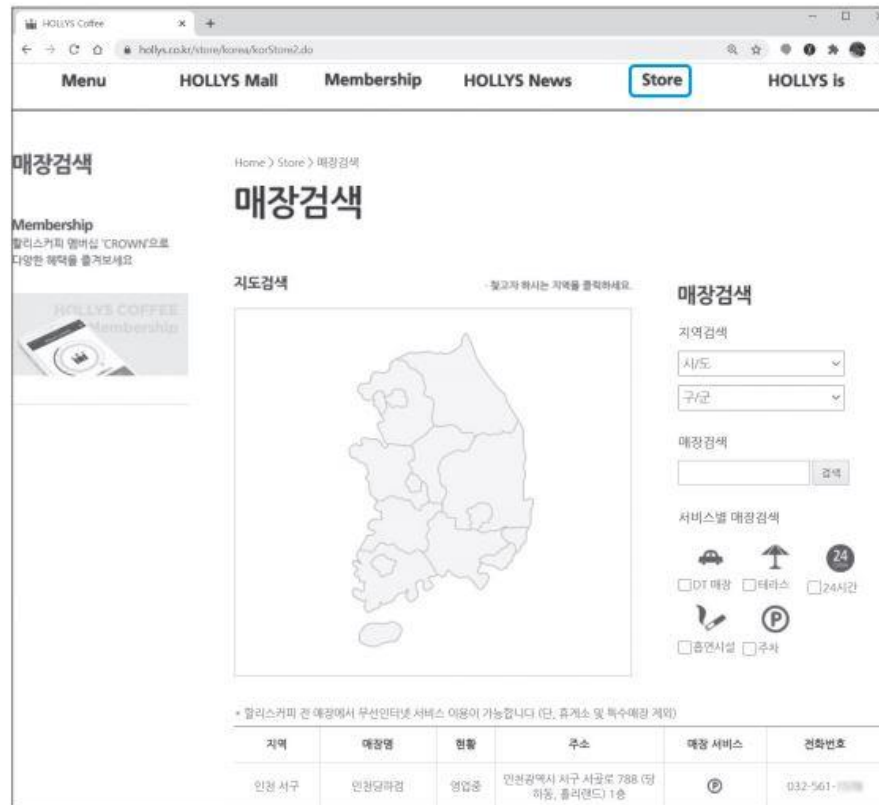 HOLLYS Coffee
hollys.co.kr/store/korea/korStore2.do
Menu HOLLYS Mall Membership HOLLYS News Store HOLLYS is
매장검색
Membership
할리스커피 멤버십 'CROWN'으로
다양한 혜택을 즐겨보세요
HOLLYS COFFEE
Membership
Home > Store > 매장검색
매장검색
지도검색
- 찾고자 하시는 지역을 클릭하세요.
매장검색
지역검색
시/도
구/군
매장검색
검색
서비스별 매장검색
24
DT 매장 테라스 24시간
P
흡연시설 주차
* 할리스커피 전 매장에서 무선인터넷 서비스 이용이 가능합니다 (단, 휴게소 및 특수매장 제외)
지역 매장명 현황 주소 매장 서비스 전화번호
인천 서구 인천당하점 영업중 인천광역시 서구 서곶로 788 (당
하동, 홀리랜드) 1층 P 032-561-